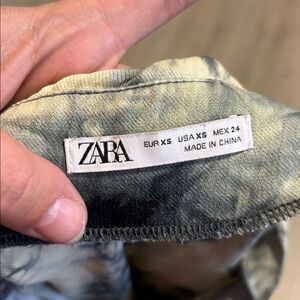 ZARA
EUR XS USA XS MEX 24
MADE IN CHINA